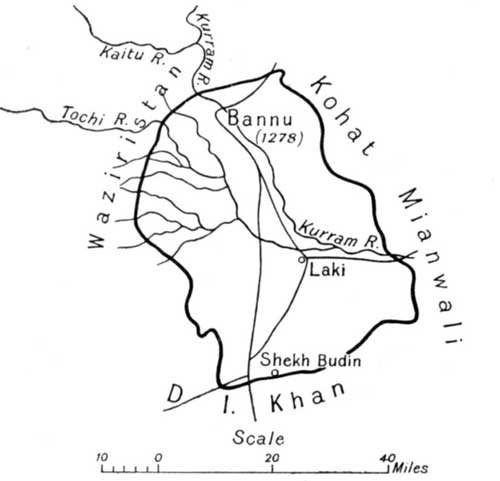 Kurram R.
Kaitu R.
Tochi R.
Waziristan
Kohat
Bannu
(1278)
Mianwali
Kurram R.
Laki
Shekh Budin
D. I. Khan
Scale
10 0 20 40 Miles